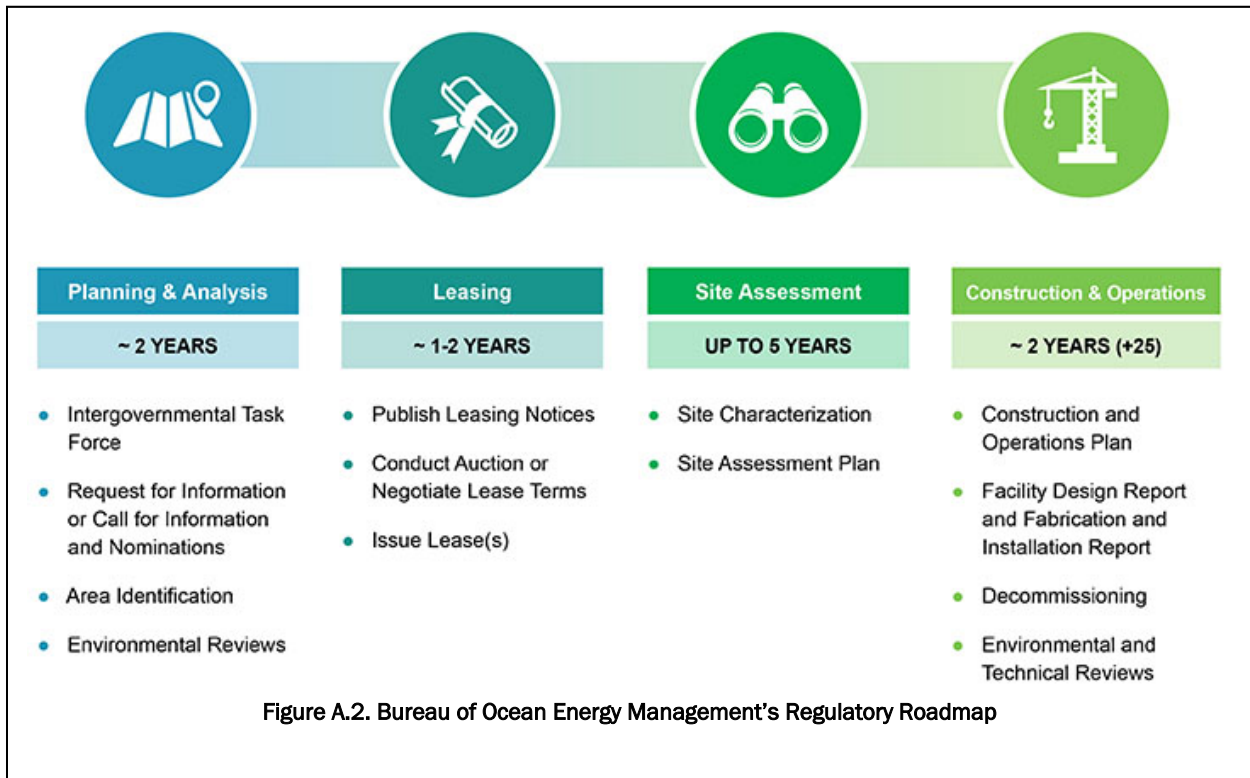 Planning & Analysis
~ 2 YEARS
• Intergovernmental Task
Force
• Request for Information
or Call for Information
and Nominations
• Area Identification
• Environmental Reviews
Leasing
~ 1-2 YEARS
• Publish Leasing Notices
• Conduct Auction or
Negotiate Lease Terms
• Issue Lease(s)
Site Assessment
UP TO 5 YEARS
• Site Characterization
• Site Assessment Plan
Construction & Operations
~ 2 YEARS (+25)
• Construction and
Operations Plan
• Facility Design Report
and Fabrication and
Installation Report
• Decommissioning
• Environmental and
Technical Reviews
Figure A.2. Bureau of Ocean Energy Management's Regulatory Roadmap